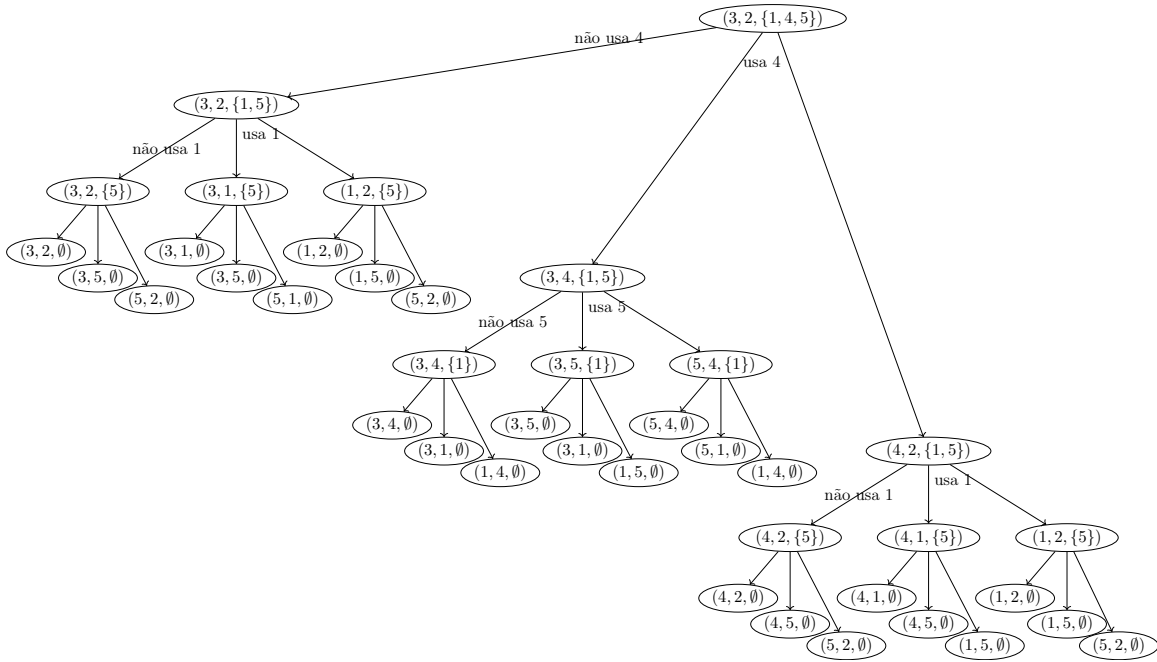 (3, 2, {1, 4, 5})
não usa 4
usa 4
(3, 2, {1, 5})
não usa 1
usa 1
(3, 2, {5})
(3, 1, {5})
(1, 2, {5})
(3, 2, ∅)
(3, 5, ∅)
(5, 2, ∅)
(3, 1, ∅)
(3, 5, ∅)
(5, 1, ∅)
(1, 2, ∅)
(1, 5, ∅)
(5, 2, ∅)
(3, 4, {1, 5})
não usa 5
usa 5
(3, 4, {1})
(3, 5, {1})
(5, 4, {1})
(3, 4, ∅)
(3, 1, ∅)
(1, 4, ∅)
(3, 5, ∅)
(3, 1, ∅)
(1, 5, ∅)
(5, 4, ∅)
(5, 1, ∅)
(1, 4, ∅)
(4, 2, {1, 5})
não usa 1
usa 1
(4, 2, {5})
(4, 1, {5})
(1, 2, {5})
(4, 2, ∅)
(4, 5, ∅)
(5, 2, ∅)
(4, 1, ∅)
(4, 5, ∅)
(1, 5, ∅)
(1, 2, ∅)
(1, 5, ∅)
(5, 2, ∅)